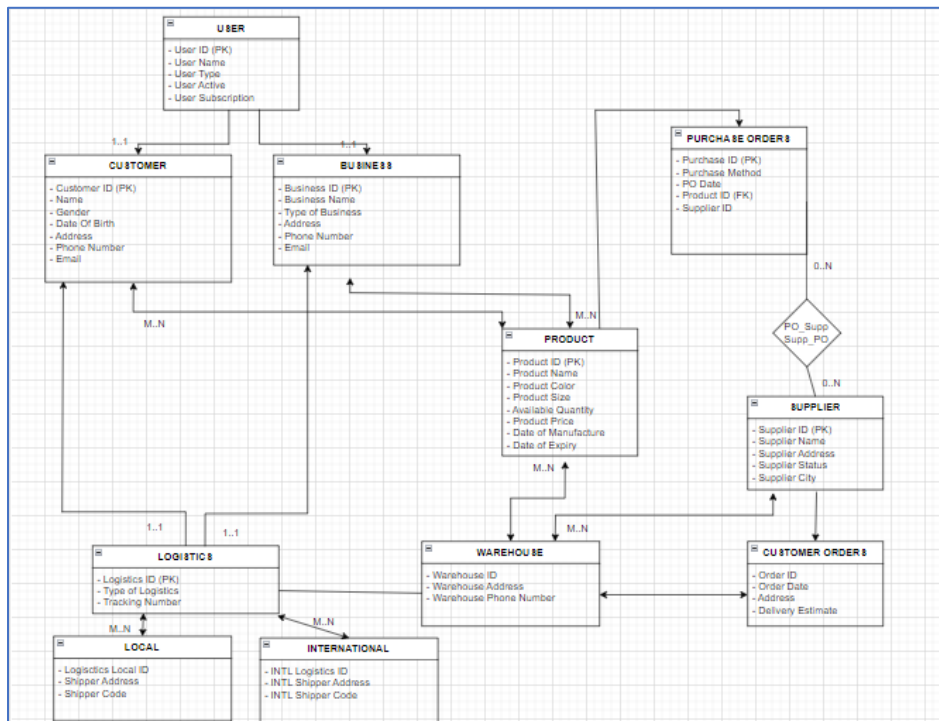 USER
- User ID (PK)
- User Name
- User Type
- User Active
- User Subscription
1..1
1..1
CUSTOMER
- Customer ID (PK)
- Name
- Gender
- Date Of Birth
- Address
- Phone Number
- Email
BUSINESS
- Business ID (PK)
- Business Name
- Type of Business
- Address
- Phone Number
- Email
PURCHASE ORDERS
- Purchase ID (PK)
- Purchase Method
- PO Date
- Product ID (FK)
- Supplier ID
0..N
M..N
M..N
PRODUCT
- Product ID (PK)
- Product Name
- Product Color
- Product Size
- Available Quantity
- Product Price
- Date of Manufacture
- Date of Expiry
PO_Supp
Supp_PO
0..N
SUPPLIER
- Supplier ID (PK)
- Supplier Name
- Supplier Address
- Supplier Status
- Supplier City
M..N
1..1
1..1
M..N
LOGISTICS
- Logistics ID (PK)
- Type of Logistics
- Tracking Number
WAREHOUSE
- Warehouse ID
- Warehouse Address
- Warehouse Phone Number
CUSTOMER ORDERS
- Order ID
- Order Date
- Address
- Delivery Estimate
M..N
M..N
LOCAL
- Logisctics Local ID
- Shipper Address
- Shipper Code
INTERNATIONAL
- INTL Logistics ID
- INTL Shipper Address
- INTL Shipper Code